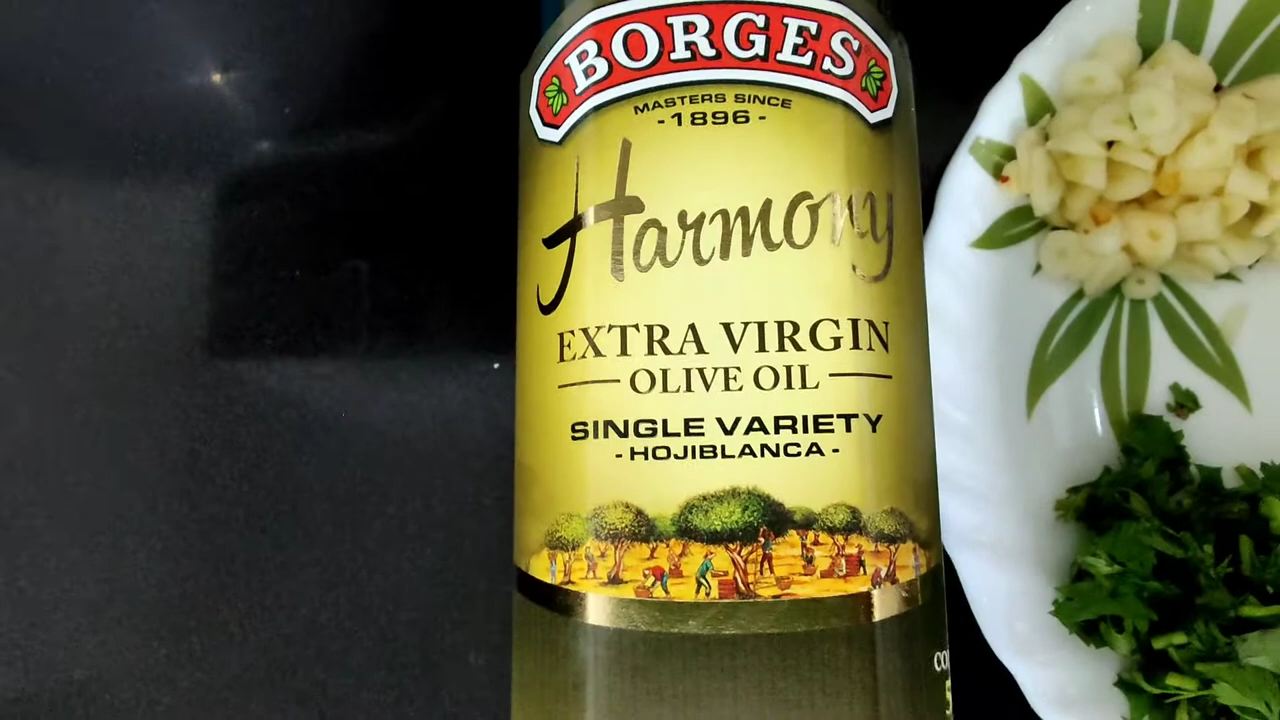 BORGES
MASTERS SINCE
-1896-
Harmony
EXTRA VIRGIN
OLIVE OIL
SINGLE VARIETY
-HOJIBLANCA-